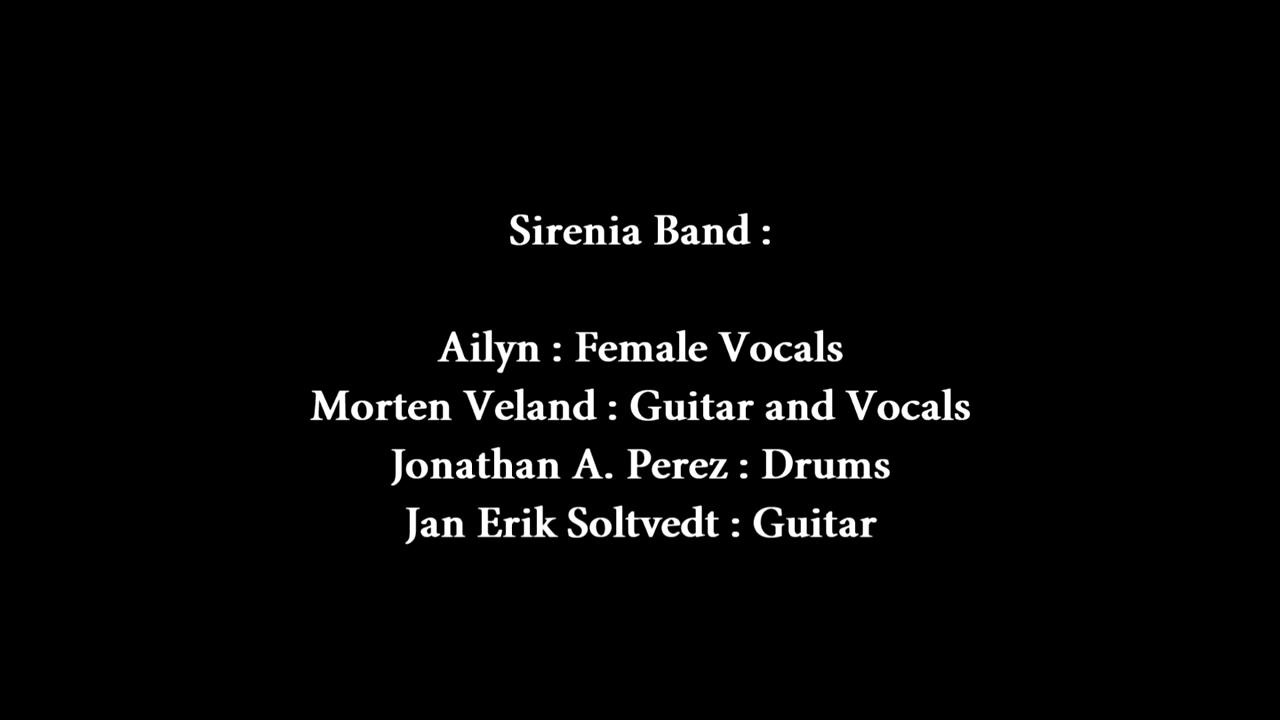 Sirenia Band :
Ailyn : Female Vocals
Morten Veland : Guitar and Vocals
Jonathan A. Perez : Drums
Jan Erik Soltvedt : Guitar